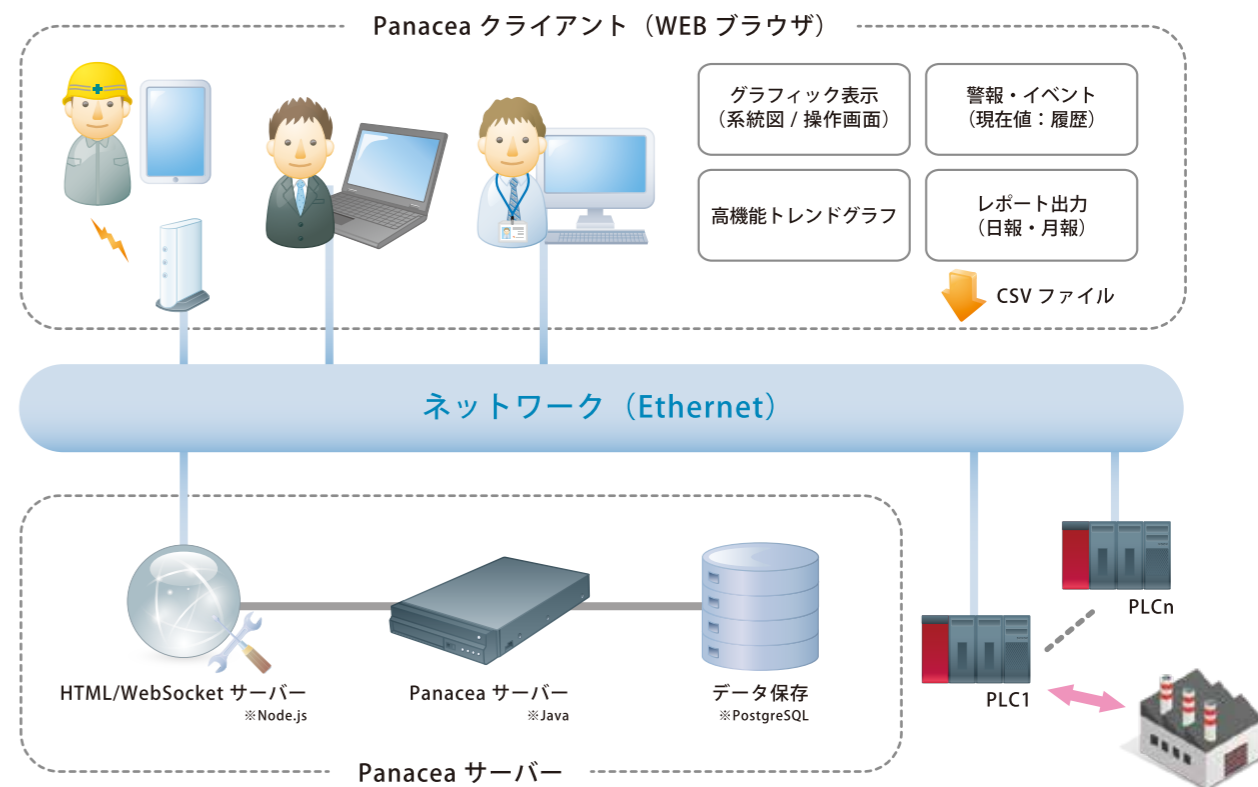 Panacea クライアント（WEB ブラウザ）
グラフィック表示
（系統図 / 操作画面）
警報・イベント
（現在値：履歴）
高機能トレンドグラフ
レポート出力
（日報・月報）
CSV ファイル
ネットワーク（Ethernet）
HTML/WebSocket サーバー
※Node.js
Panacea サーバー
※Java
データ保存
※PostgreSQL
PLC1
PLCn
Panacea サーバー